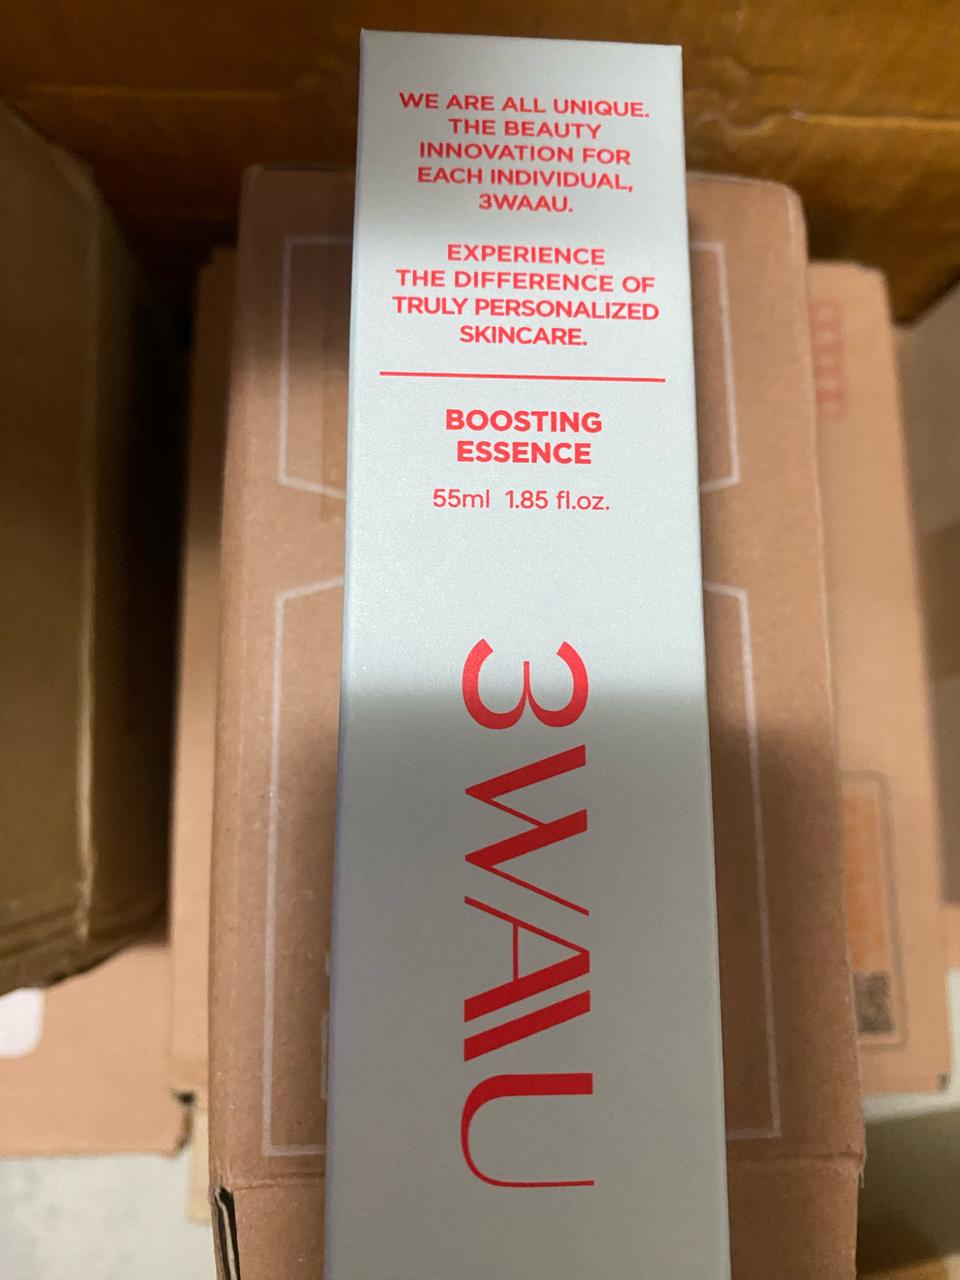 WE ARE ALL UNIQUE.
THE BEAUTY
INNOVATION FOR
EACH INDIVIDUAL,
3WAAU.
EXPERIENCE
THE DIFFERENCE OF
TRULY PERSONALIZED
SKINCARE.
BOOSTING
ESSENCE
55ml 1.85 fl.oz.
3WAAU